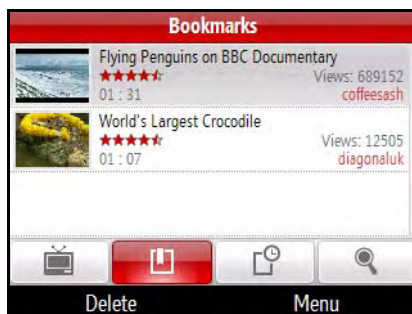 Bookmarks
Flying Penguins on BBC Documentary
Views: 689152
01 : 31
coffeesash
World's Largest Crocodile
Views: 12505
01 : 07
diagonaluk
Delete
Menu